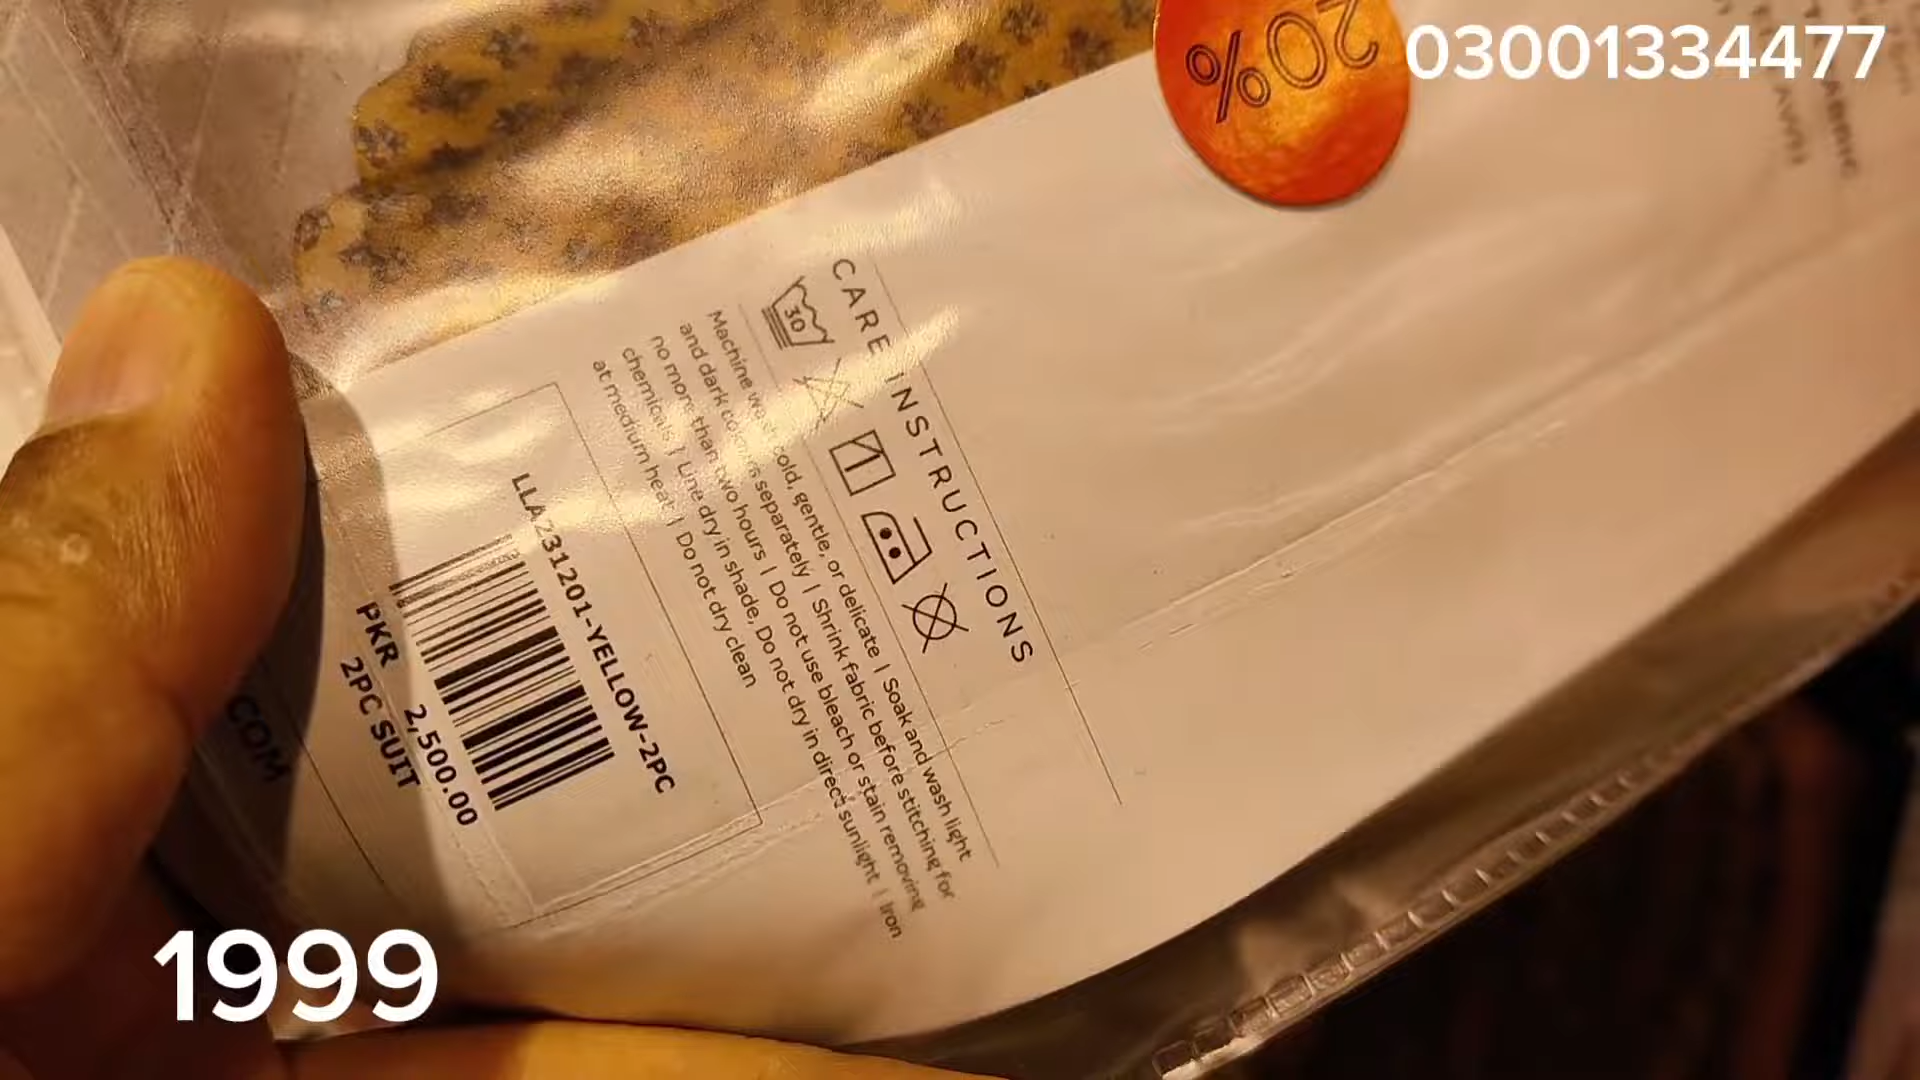 03001334477
20%
CARE INSTRUCTIONS
30
Machine wash cold, gentle, or delicate | Soak and wash light
and dark colours separately | Shrink fabric before stitching for
no more than two hours | Do not use bleach or stain removing
chemicals | Line dry in shade, Do not dry in direct sunlight | Iron
at medium heat | Do not dry clean
LLA231201-YELLOW-2PC
PKR 2,500.00
2PC SUIT
.COM
1999